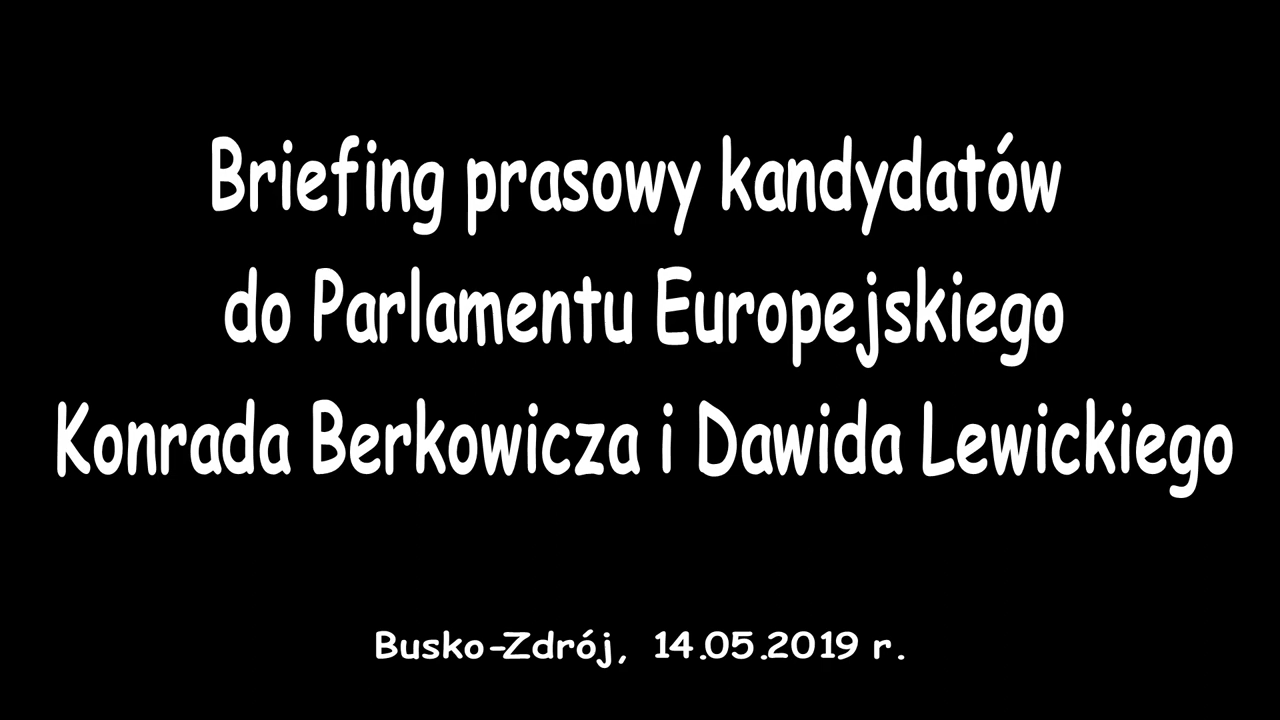 Briefing prasowy kandydatów
do Parlamentu Europejskiego
Konrada Berkowicza i Dawida Lewickiego
Busko-Zdrój, 14.05.2019 r.